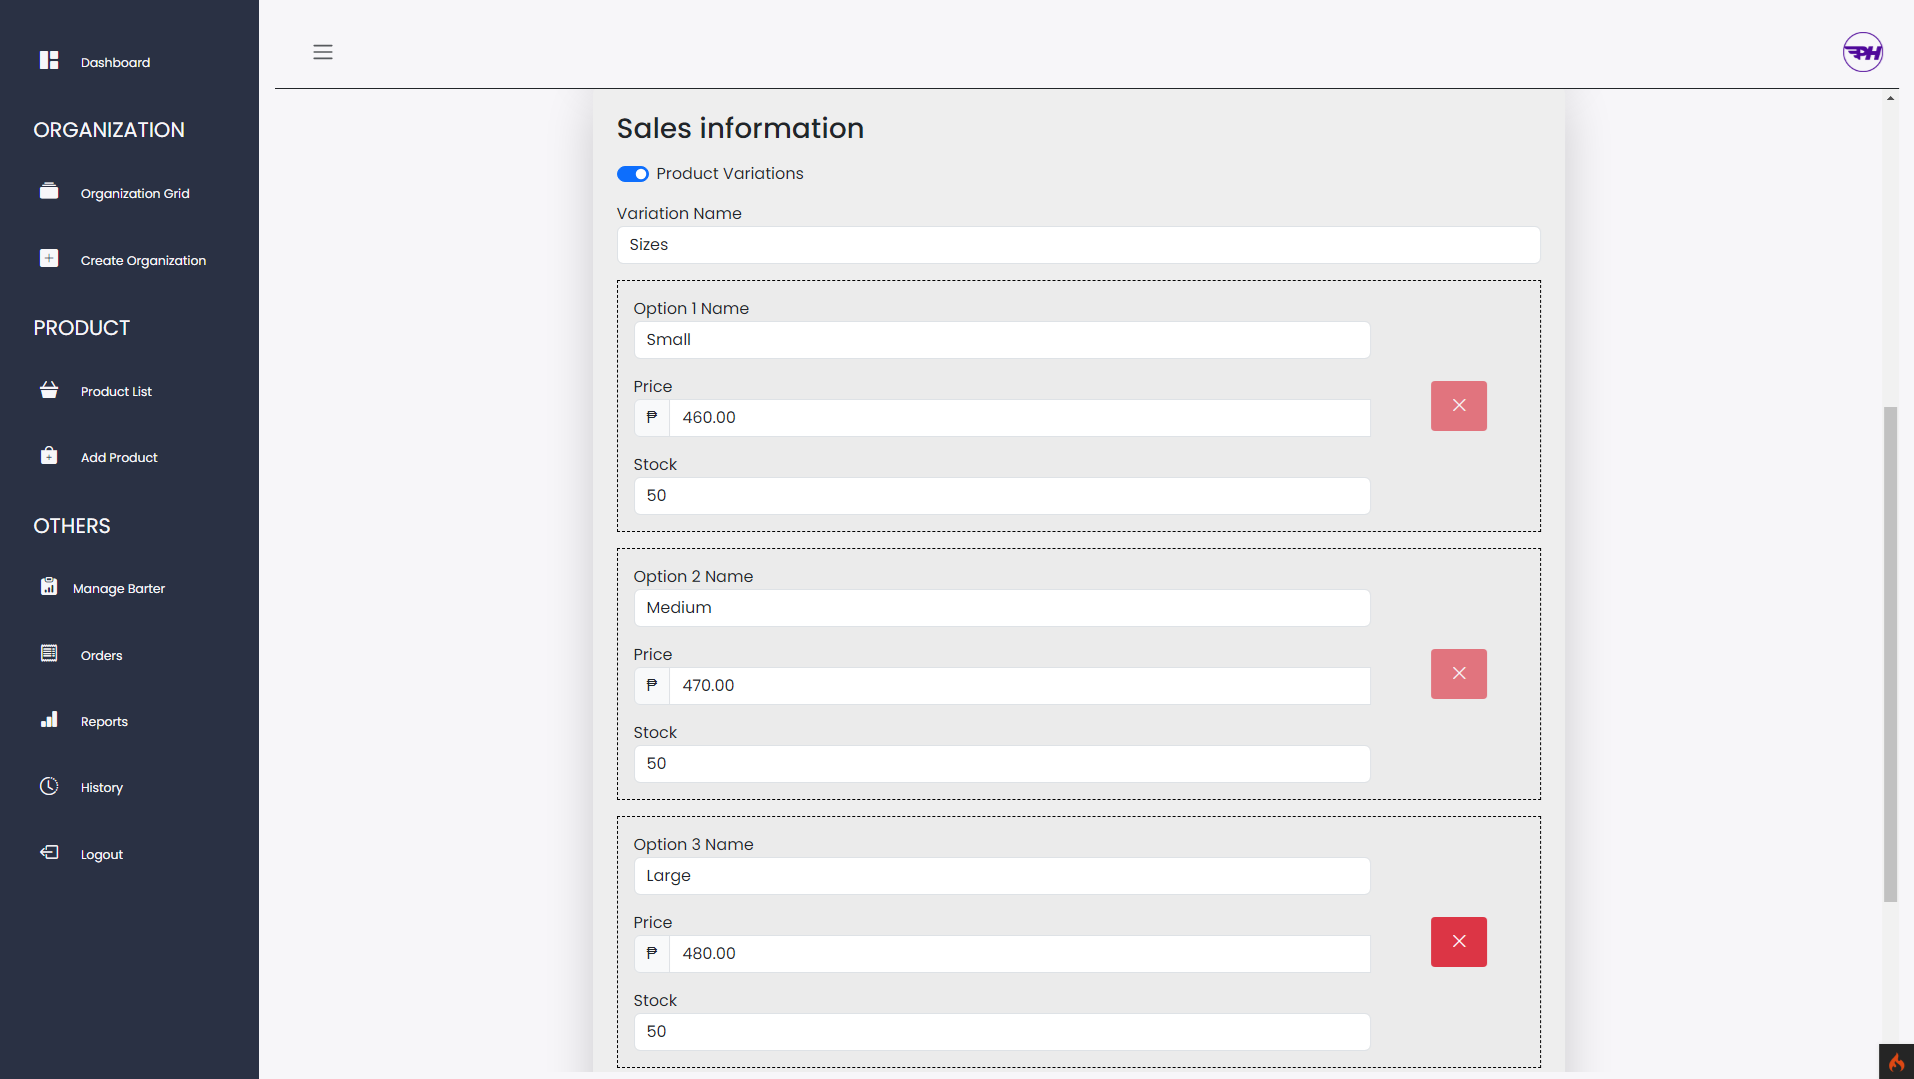 Dashboard
ORGANIZATION
Organization Grid
Create Organization
PRODUCT
Product List
Add Product
OTHERS
Manage Barter
Orders
Reports
History
Logout
PH
Sales information
Product Variations
Variation Name
Sizes
Option 1 Name
Small
Price
₱ 460.00
Stock
50
Option 2 Name
Medium
Price
₱ 470.00
Stock
50
Option 3 Name
Large
Price
₱ 480.00
Stock
50